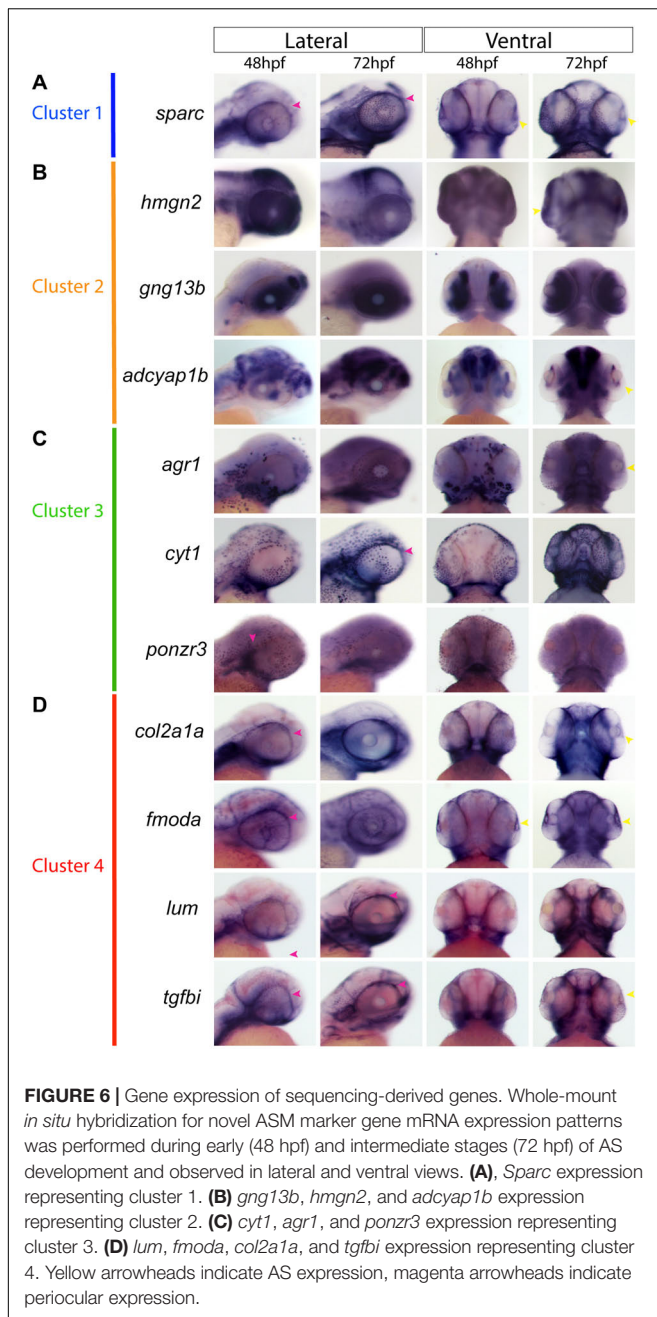 Lateral Ventral
48hpf 72hpf 48hpf 72hpf
A
Cluster 1
sparc
B
hmgn2
Cluster 2
gng13b
adcyap1b
C
agr1
Cluster 3
cyt1
ponzr3
D
col2a1a
fmoda
Cluster 4
lum
tgfbi
FIGURE 6 | Gene expression of sequencing-derived genes. Whole-mount
in situ hybridization for novel ASM marker gene mRNA expression patterns
was performed during early (48 hpf) and intermediate stages (72 hpf) of AS
development and observed in lateral and ventral views. (A), Sparc expression
representing cluster 1. (B) gng13b, hmgn2, and adcyap1b expression
representing cluster 2. (C) cyt1, agr1, and ponzr3 expression representing
cluster 3. (D) lum, fmoda, col2a1a, and tgfbi expression representing cluster
4. Yellow arrowheads indicate AS expression, magenta arrowheads indicate
periocular expression.